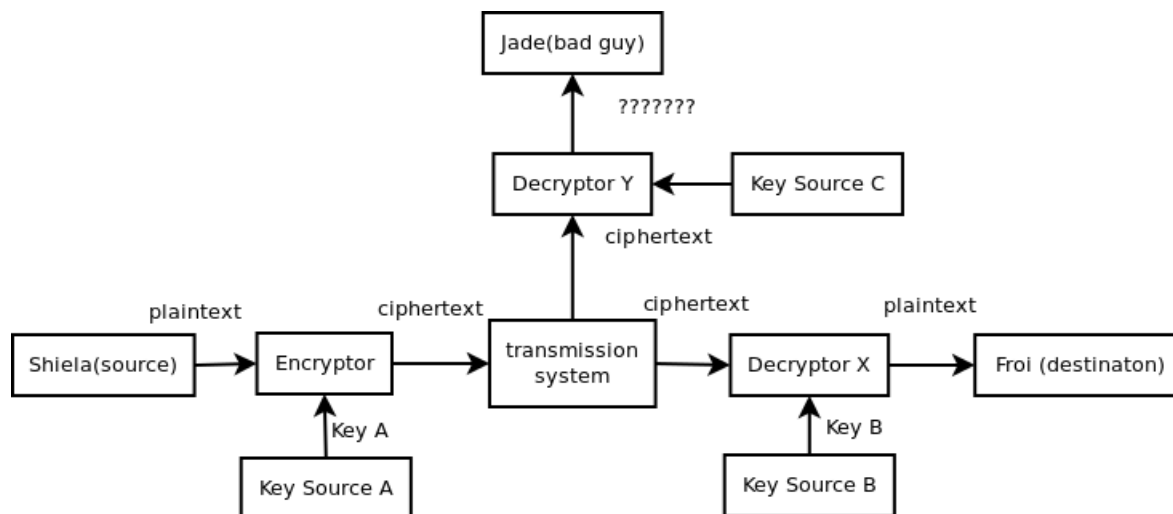 Jade(bad guy)
???????
Decryptor Y
Key Source C
ciphertext
plaintext
ciphertext
ciphertext
plaintext
Shiela(source)
Encryptor
transmission
system
Decryptor X
Froi (destinaton)
Key A
Key B
Key Source A
Key Source B